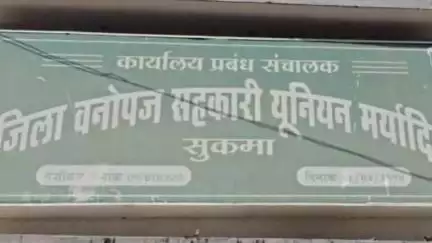 कार्यालय प्रबंध संचालक
जिला वनोपज सहकारी यूनियन मर्यादि
सुकमा
दिनांक